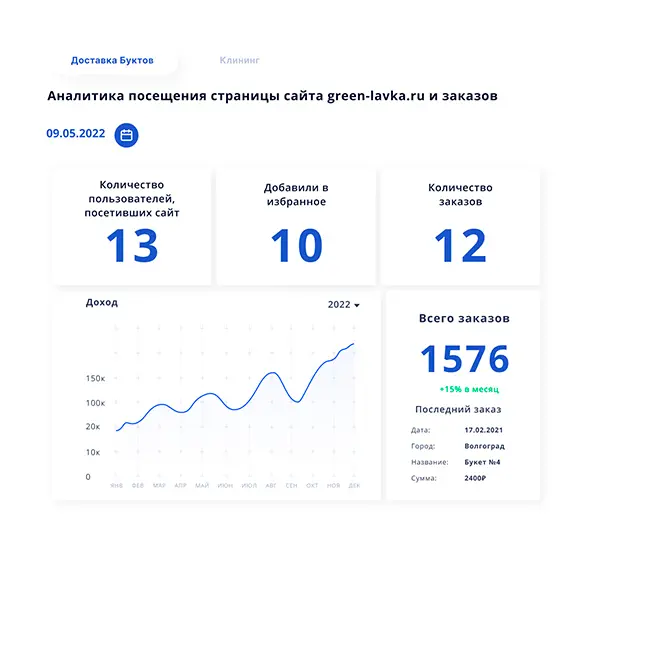 Доставка Буктов
Клининг
Аналитика посещения страницы сайта green-lavka.ru и заказов
09.05.2022
Количество
пользователей,
посетивших сайт
13
Добавили в
избранное
10
Количество
заказов
12
Доход
2022
150к
100к
20к
10к
0
ЯНВ ФЕВ МАР АПР МАЙ ИЮН ИЮЛ АВГ СЕН ОКТ НОЯ ДЕК
Всего заказов
1576
+15% в месяц
Последний заказ
Дата: 17.02.2021
Город: Волгоград
Название: Букет №4
Сумма: 2400₽